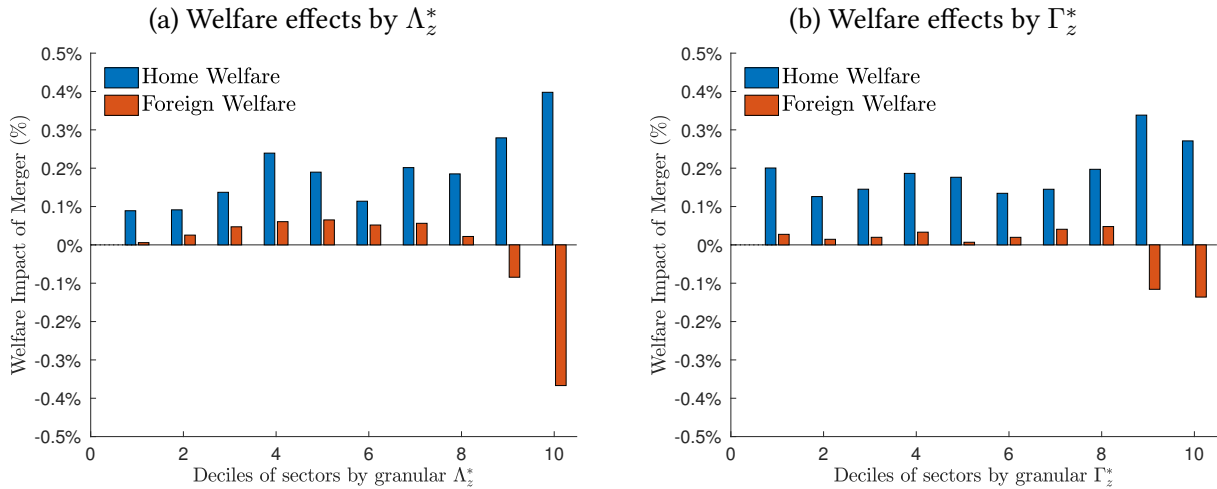 (a) Welfare effects by Λ*z
0.5%
0.4%
0.3%
0.2%
0.1%
0%
-0.1%
-0.2%
-0.3%
-0.4%
-0.5%
Welfare Impact of Merger (%)
Home Welfare
Foreign Welfare
0 2 4 6 8 10
Deciles of sectors by granular Λ*z
(b) Welfare effects by Γ*z
0.5%
0.4%
0.3%
0.2%
0.1%
0%
-0.1%
-0.2%
-0.3%
-0.4%
-0.5%
Welfare Impact of Merger (%)
Home Welfare
Foreign Welfare
0 2 4 6 8 10
Deciles of sectors by granular Γ*z